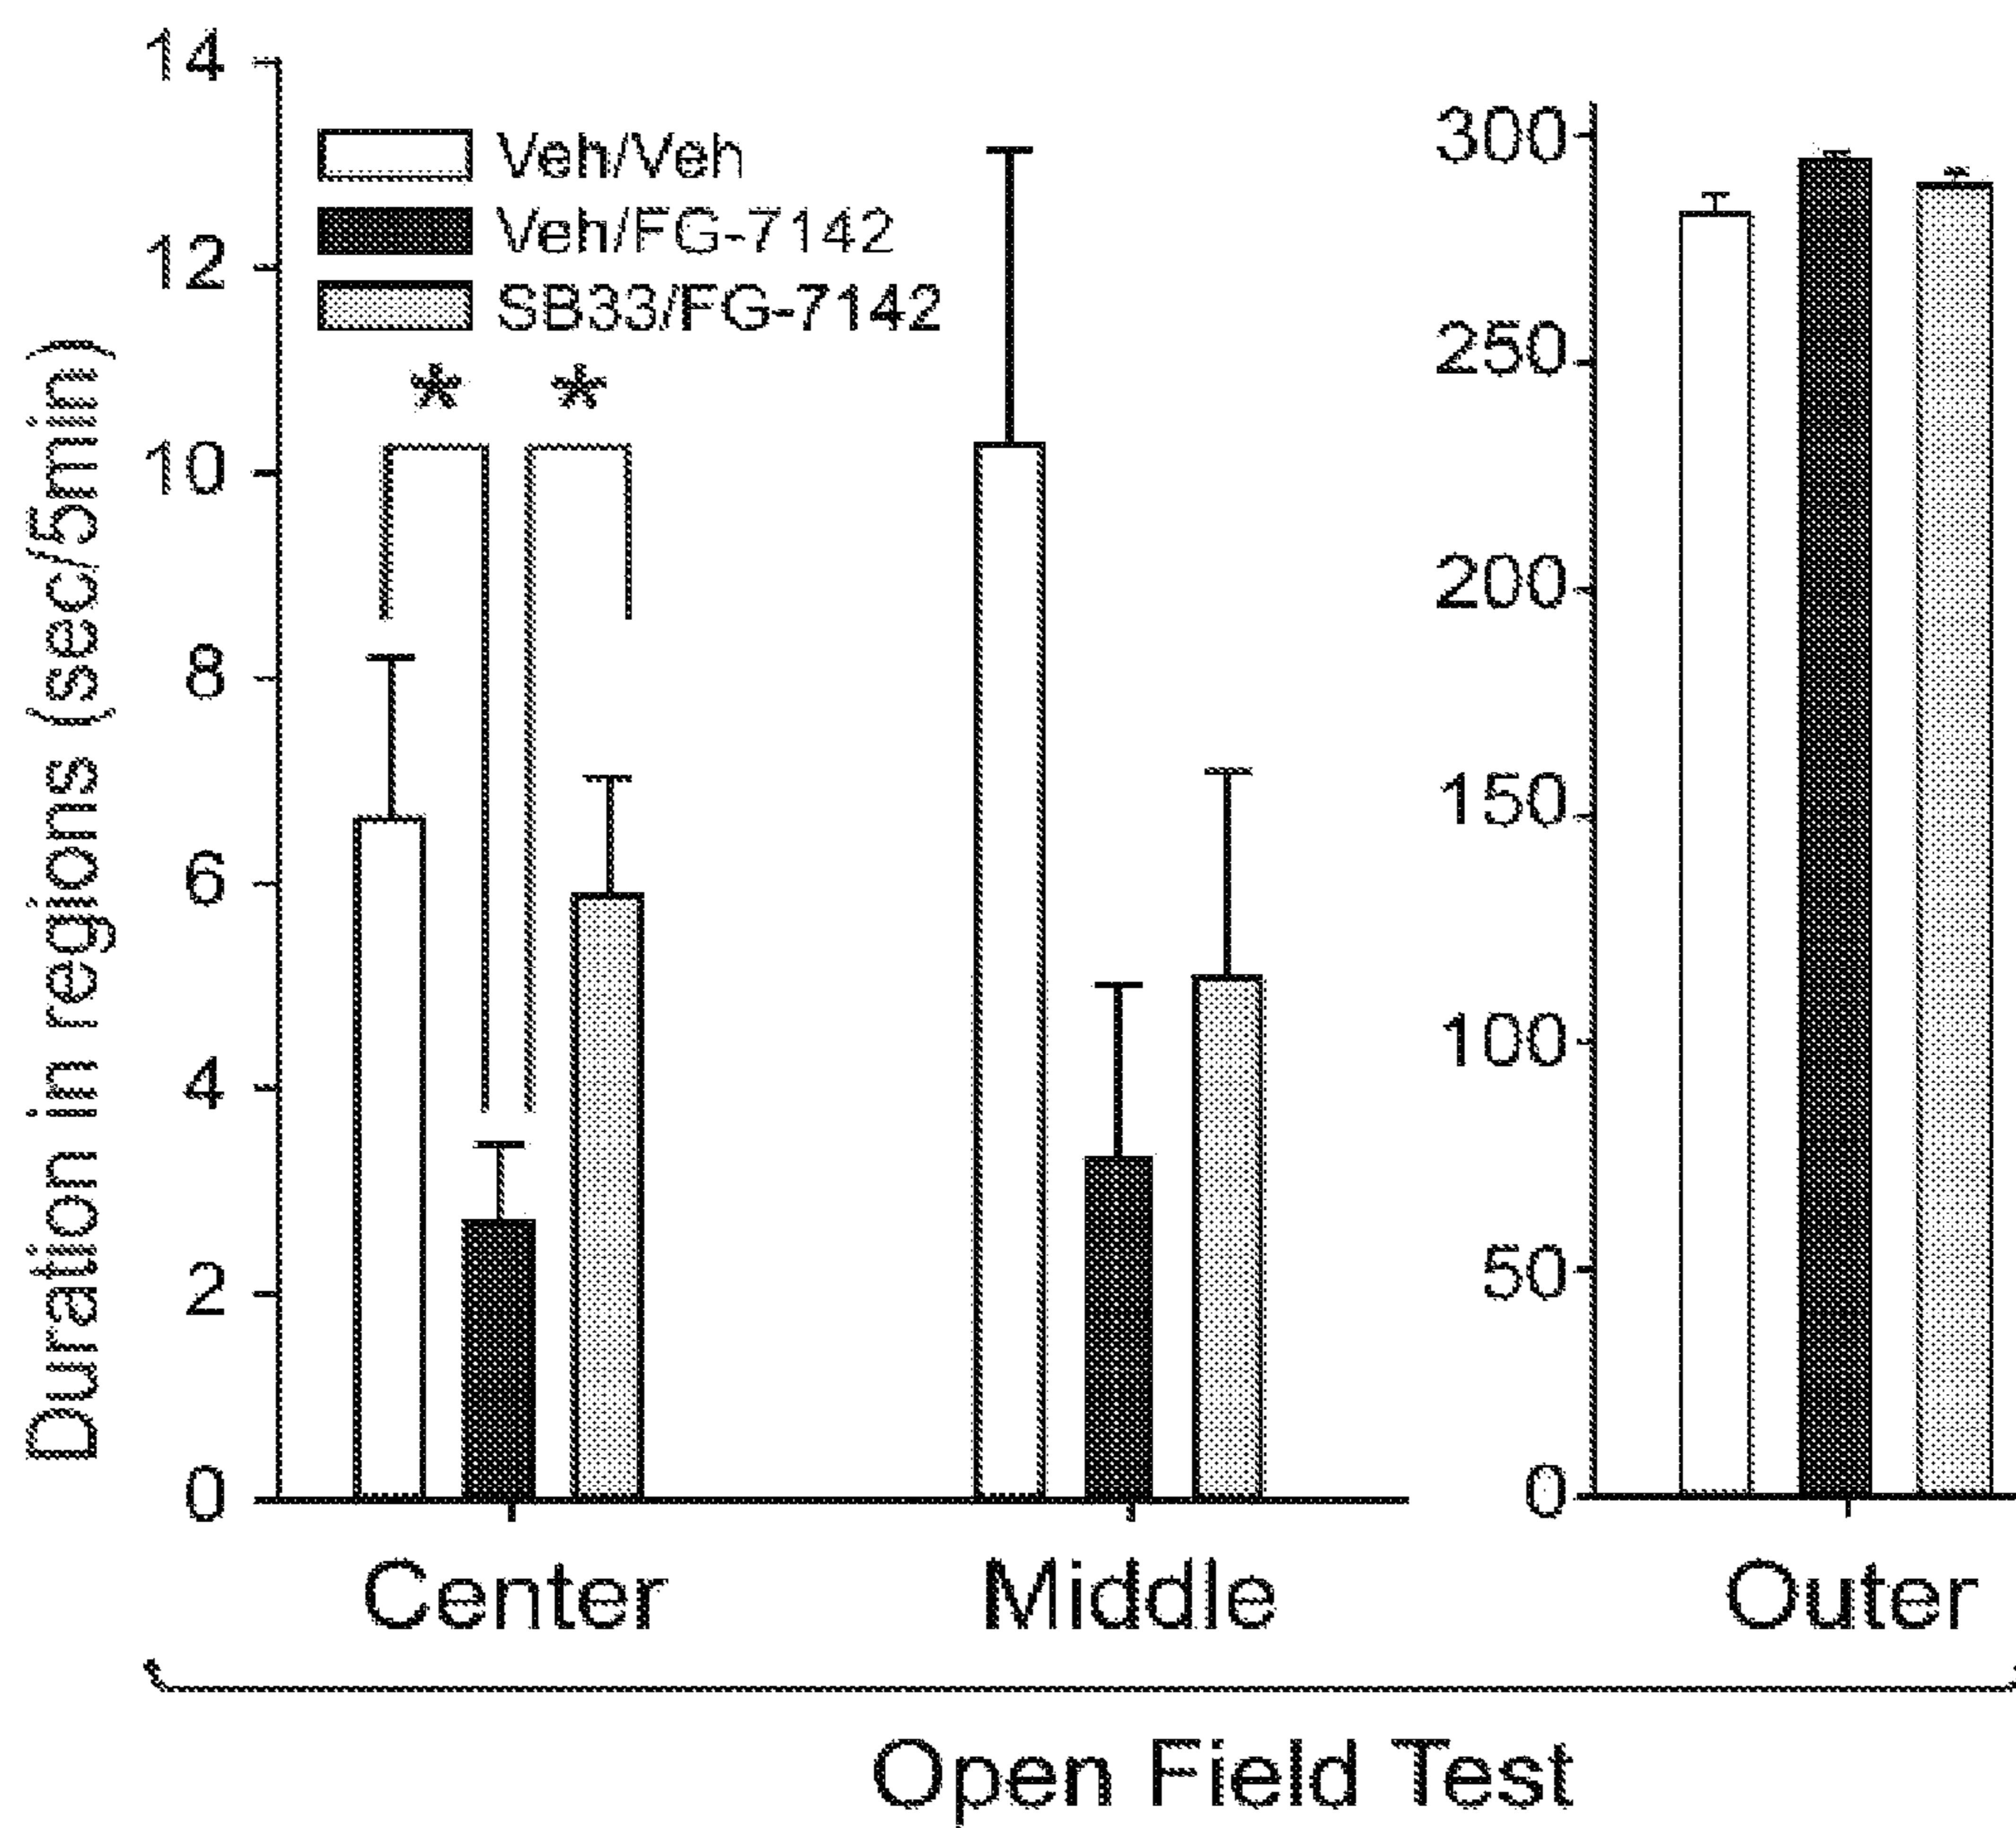 Duration in regions (sec/5min)
14
12
10
8
6
4
2
0
Veh/Veh
Veh/FG-7142
SB33/FG-7142
* *
300
250
200
150
100
50
0
Center Middle Outer
Open Field Test